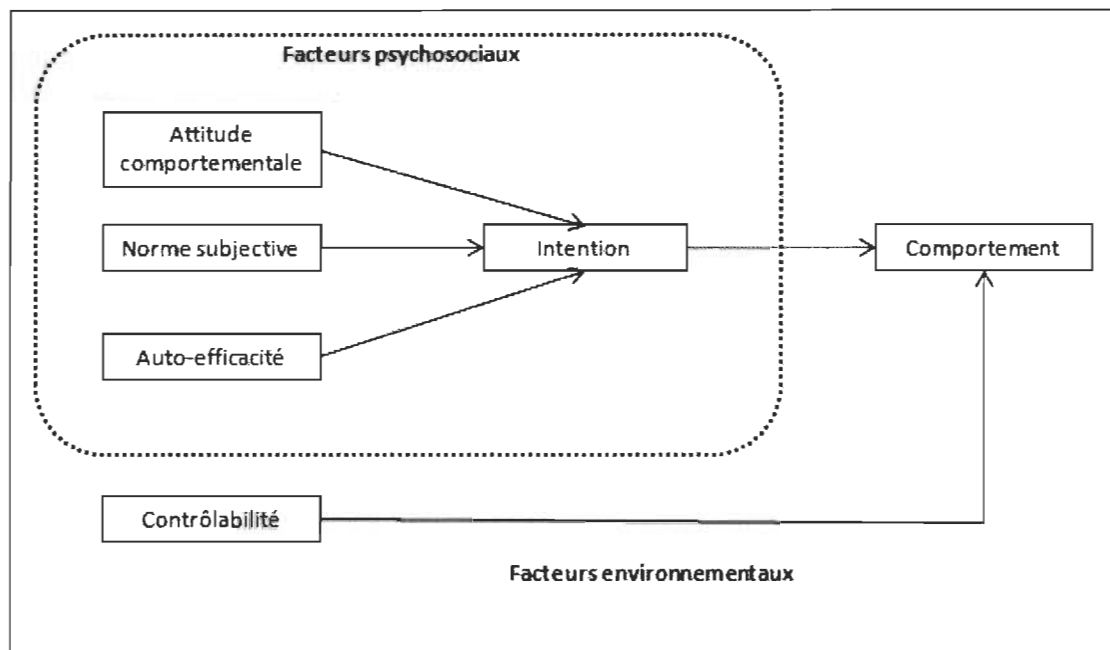 Facteurs psychosociaux
Attitude
comportementale
Norme subjective
Intention
Comportement
Auto-efficacité
Contrôlabilité
Facteurs environnementaux